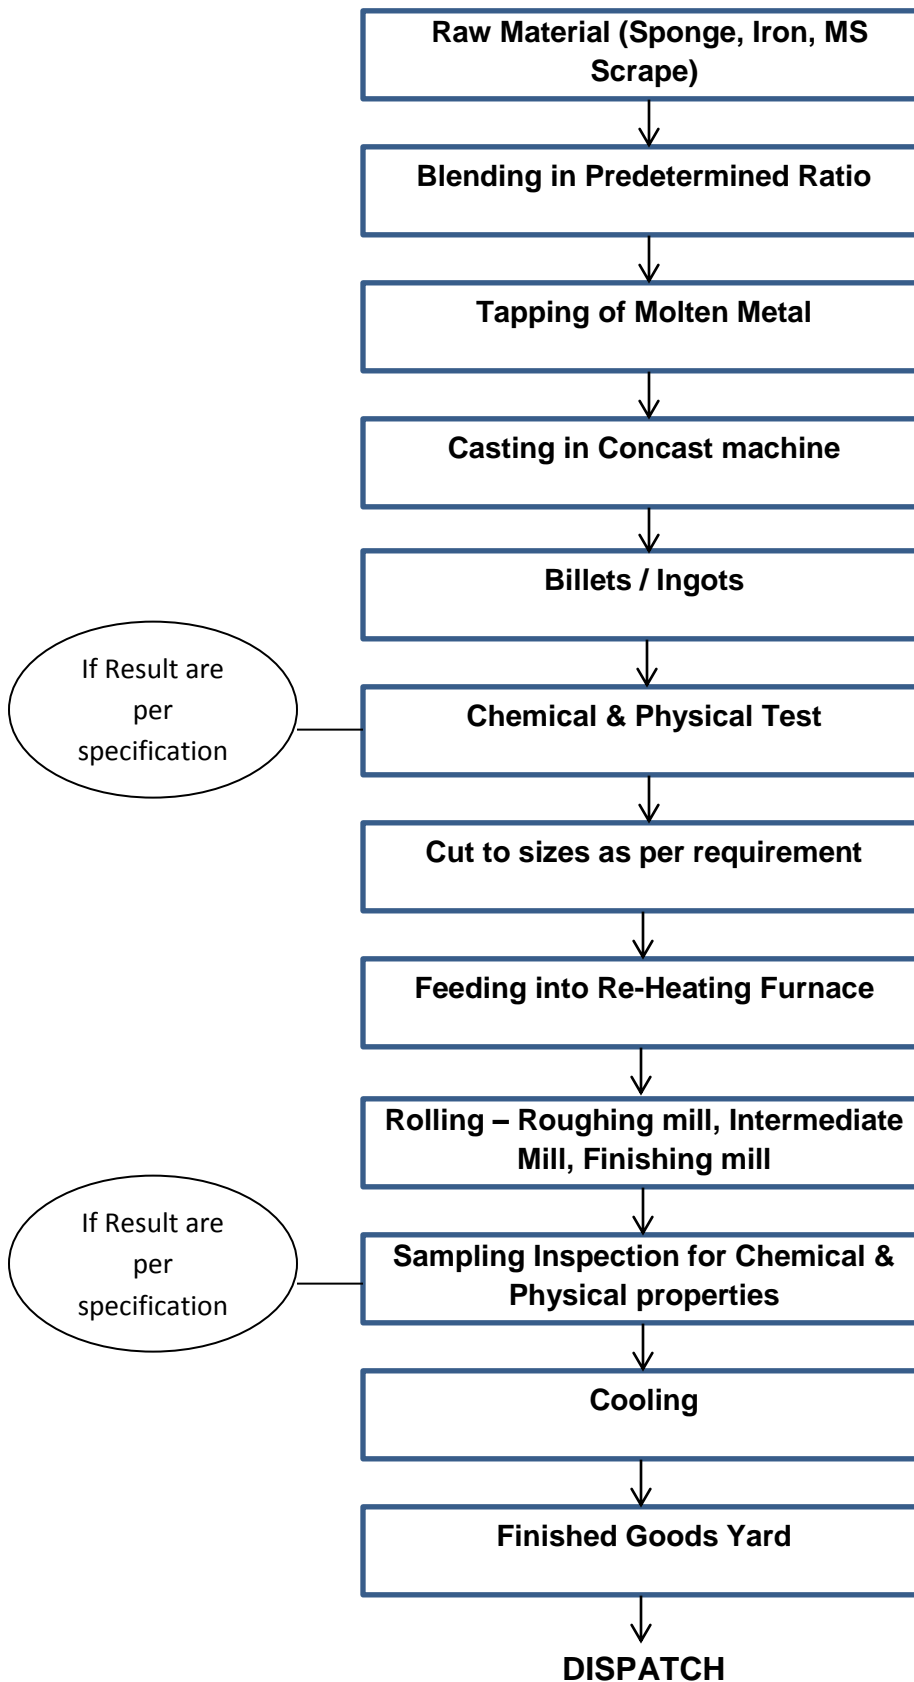 Raw Material (Sponge, Iron, MS
Scrape)
Blending in Predetermined Ratio
Tapping of Molten Metal
Casting in Concast machine
Billets / Ingots
If Result are
per
specification
Chemical & Physical Test
Cut to sizes as per requirement
Feeding into Re-Heating Furnace
Rolling – Roughing mill, Intermediate
Mill, Finishing mill
If Result are
per
specification
Sampling Inspection for Chemical &
Physical properties
Cooling
Finished Goods Yard
DISPATCH